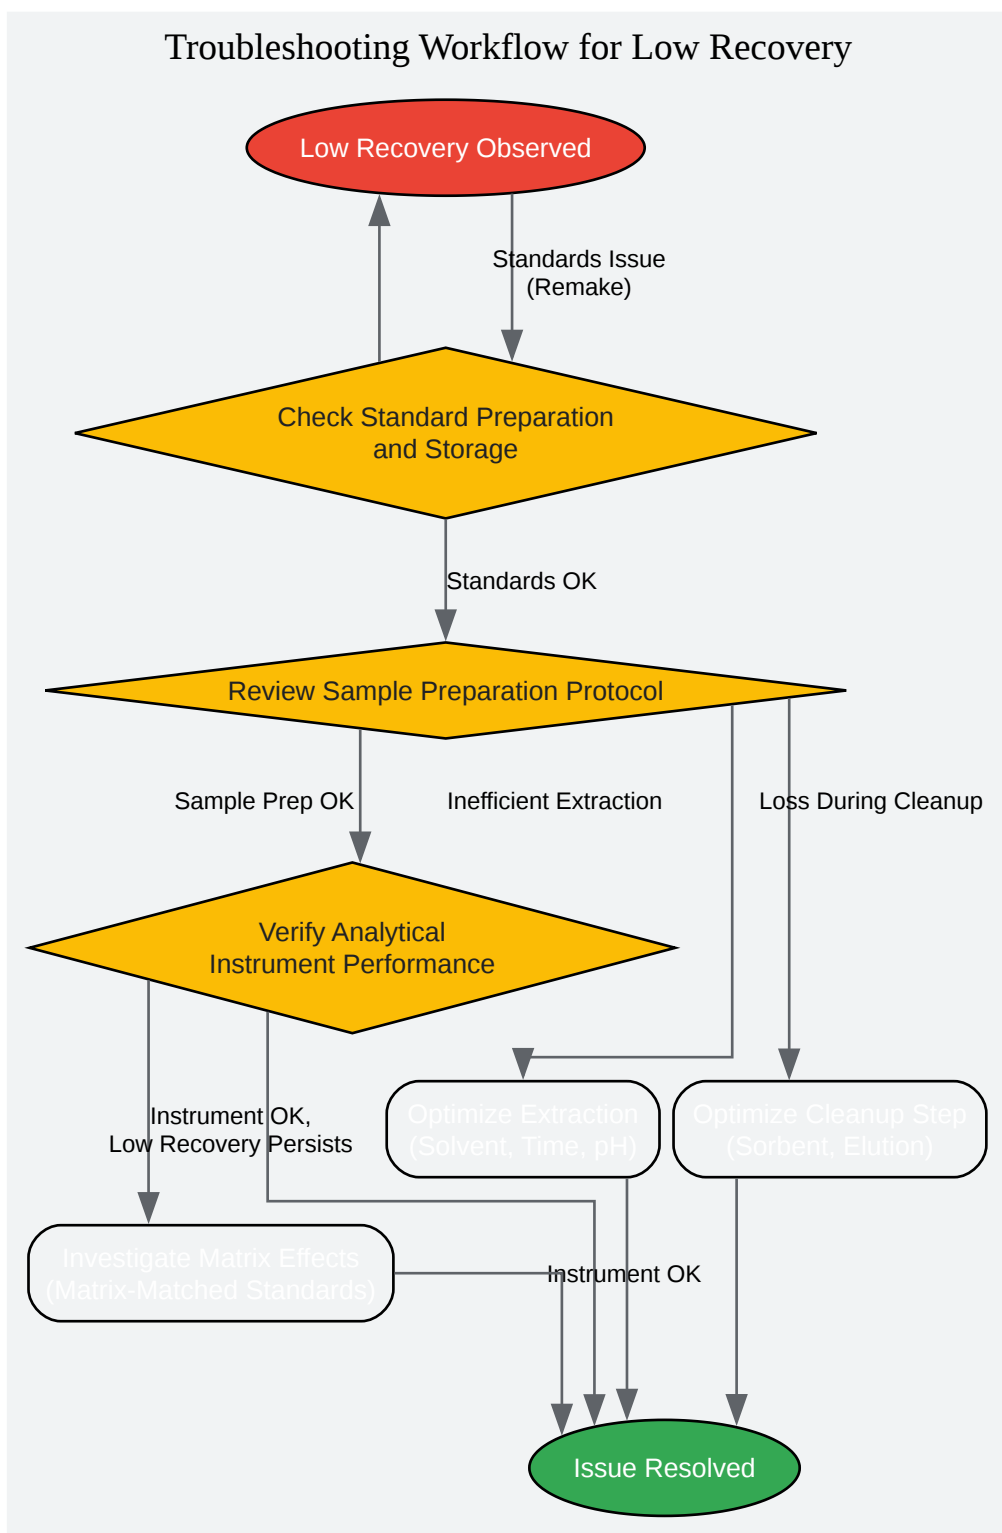 Troubleshooting Workflow for Low Recovery
Low Recovery Observed
Standards Issue
(Remake)
Check Standard Preparation
and Storage
Standards OK
Review Sample Preparation Protocol
Sample Prep OK
Inefficient Extraction
Loss During Cleanup
Verify Analytical
Instrument Performance
Instrument OK,
Low Recovery Persists
Optimize Extraction
(Solvent, Time, pH)
Optimize Cleanup Step
(Sorbent, Elution)
Investigate Matrix Effects
(Matrix-Matched Standards)
Instrument OK
Issue Resolved